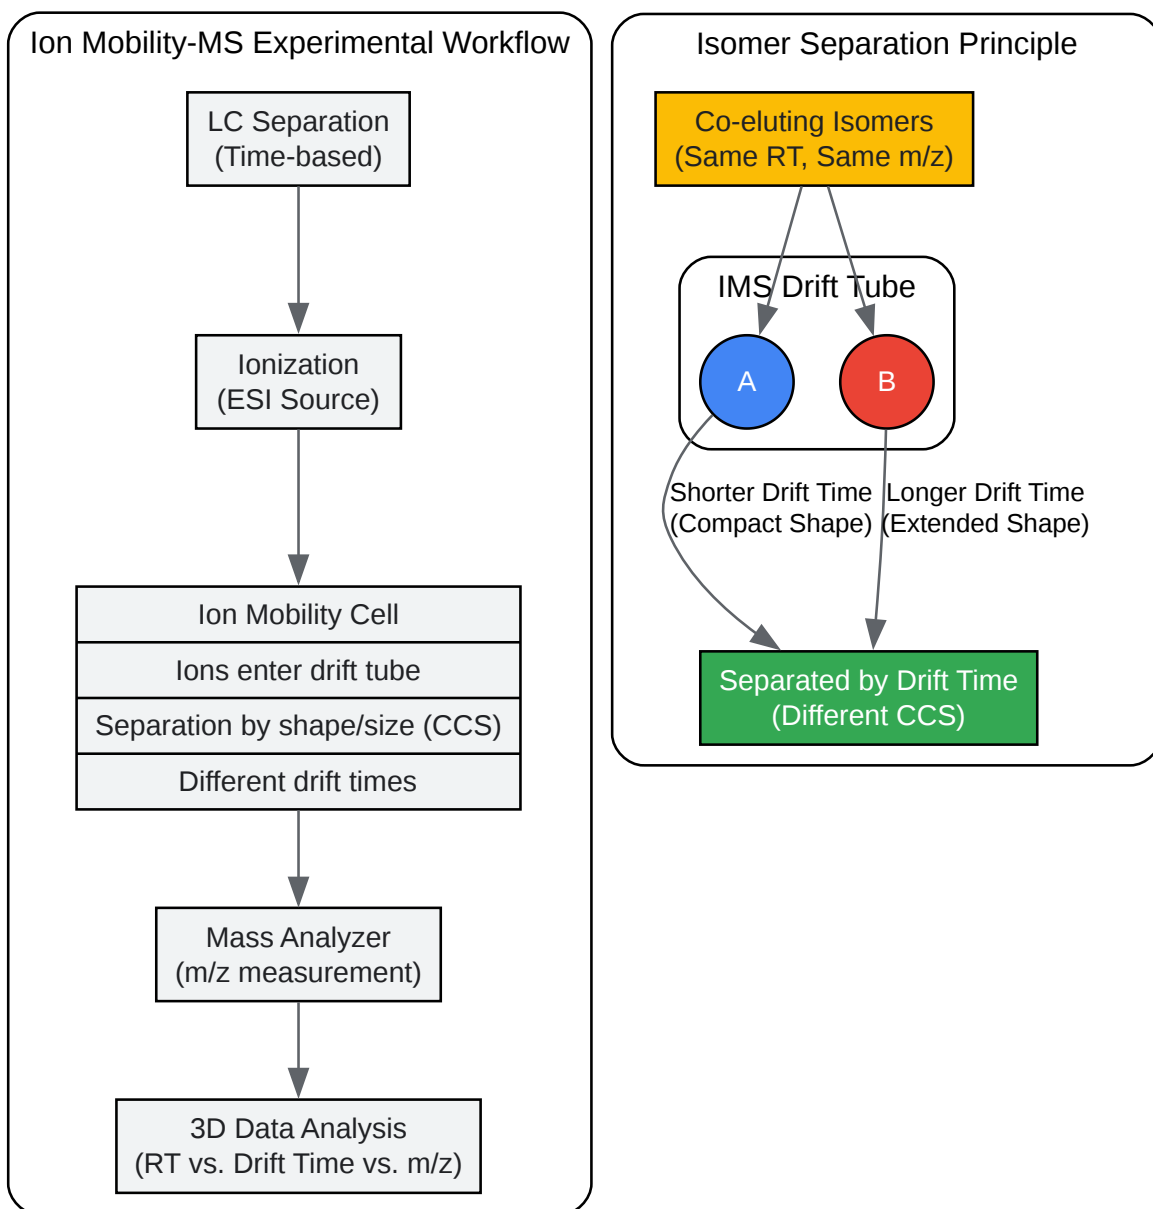 Ion Mobility-MS Experimental Workflow
LC Separation
(Time-based)
Ionization
(ESI Source)
Ion Mobility Cell
Ions enter drift tube
Separation by shape/size (CCS)
Different drift times
Mass Analyzer
(m/z measurement)
3D Data Analysis
(RT vs. Drift Time vs. m/z)
Isomer Separation Principle
Co-eluting Isomers
(Same RT, Same m/z)
IMS Drift Tube
A
B
Shorter Drift Time
(Compact Shape)
Longer Drift Time
(Extended Shape)
Separated by Drift Time
(Different CCS)